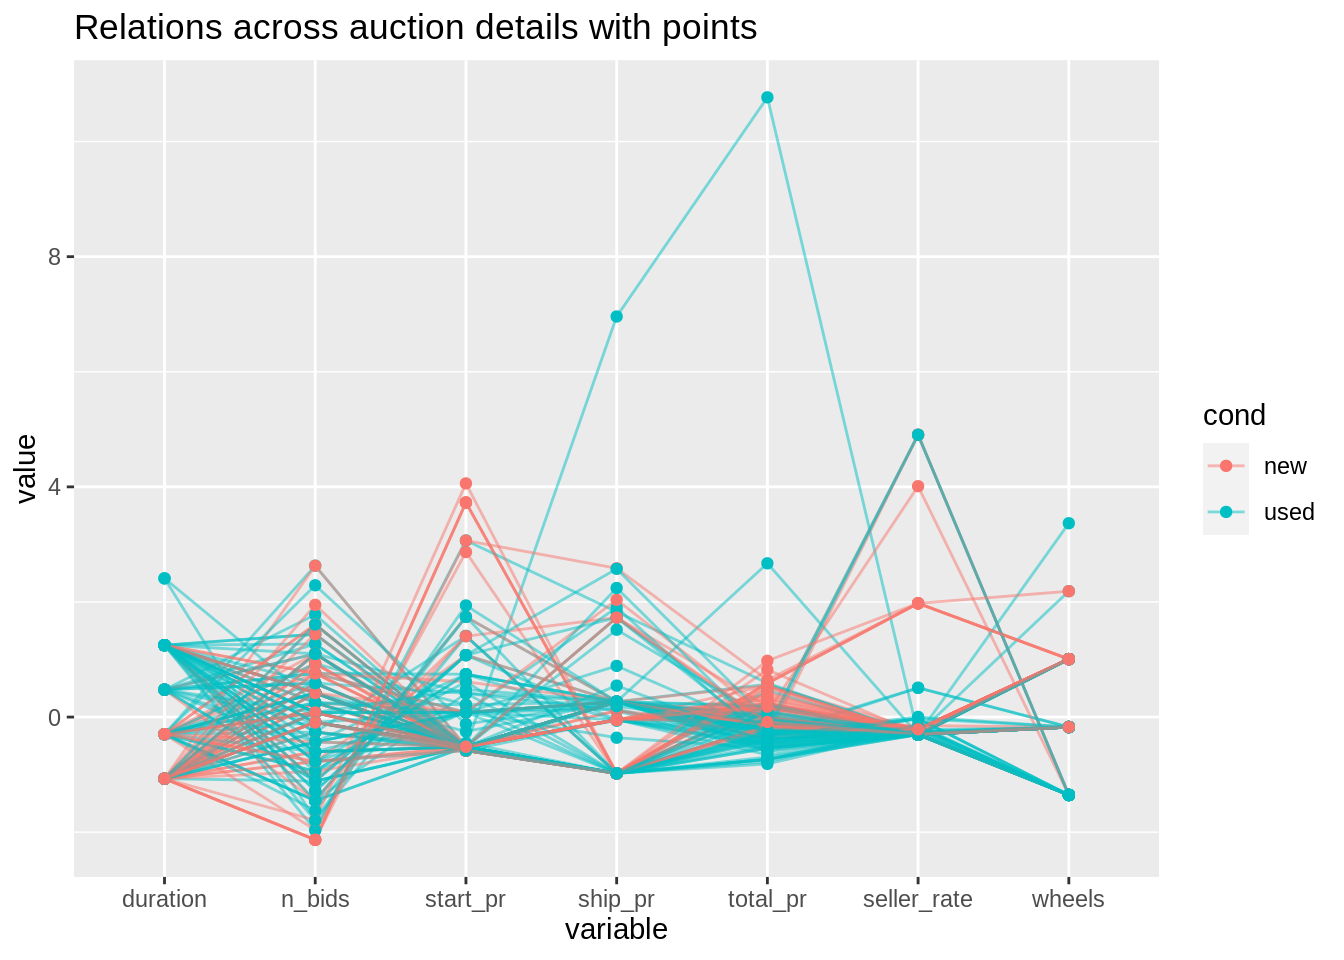 Relations across auction details with points
value
8
4
0
duration n_bids start_pr ship_pr total_pr seller_rate wheels
variable
cond
new
used